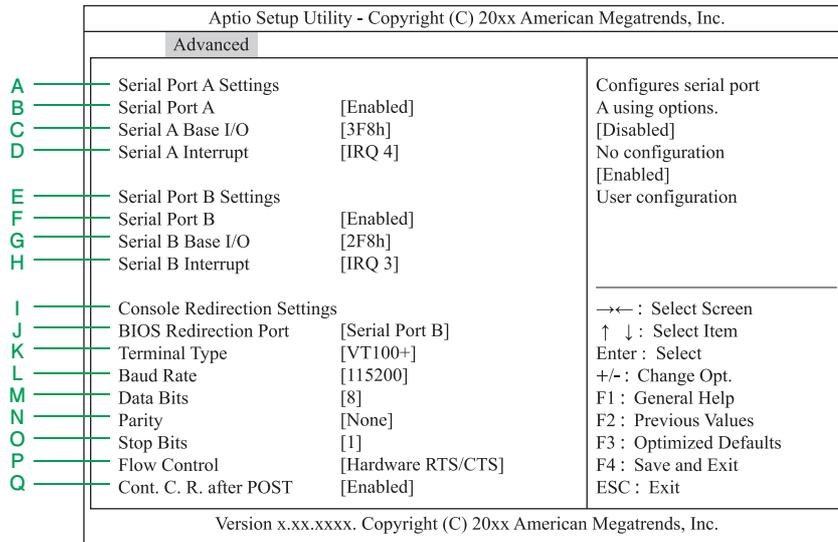 Aptio Setup Utility - Copyright (C) 20xx American Megatrends, Inc.
Advanced
A Serial Port A Settings
B Serial Port A [Enabled]
C Serial A Base I/O [3F8h]
D Serial A Interrupt [IRQ 4]
E Serial Port B Settings
F Serial Port B [Enabled]
G Serial B Base I/O [2F8h]
H Serial B Interrupt [IRQ 3]
I Console Redirection Settings
J BIOS Redirection Port [Serial Port B]
K Terminal Type [VT100+]
L Baud Rate [115200]
M Data Bits [8]
N Parity [None]
O Stop Bits [1]
P Flow Control [Hardware RTS/CTS]
Q Cont. C. R. after POST [Enabled]
Configures serial port
A using options.
[Disabled]
No configuration
[Enabled]
User configuration
→← : Select Screen
↑ ↓ : Select Item
Enter : Select
+/- : Change Opt.
F1 : General Help
F2 : Previous Values
F3 : Optimized Defaults
F4 : Save and Exit
ESC : Exit
Version x.xx.xxxx. Copyright (C) 20xx American Megatrends, Inc.